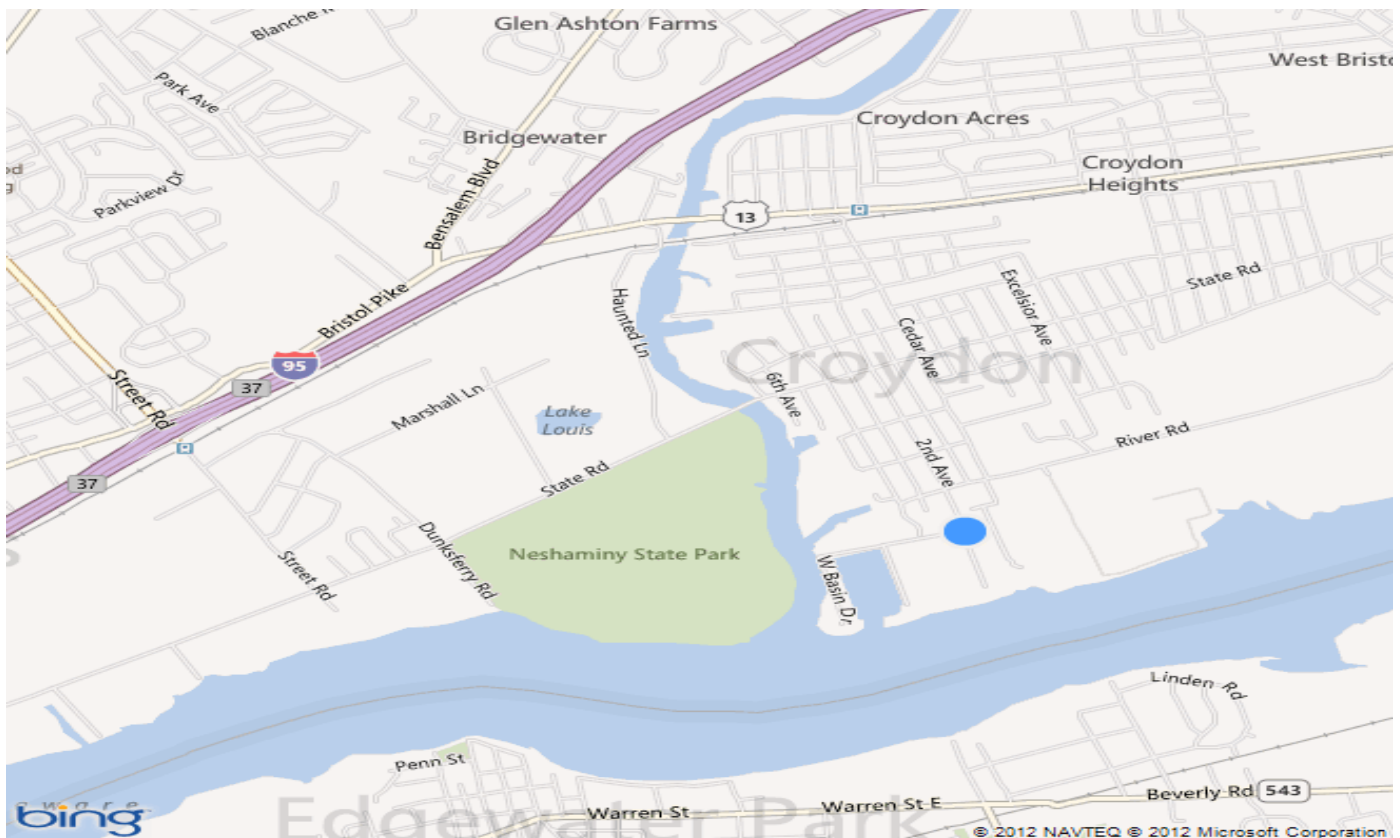 Blanche
Glen Ashton Farms
West Bristo
Park Ave
Croydon Acres
Bridgewater
Croydon
Heights
Parkview Dr
Bensalem Blvd
13
Excelsior Ave
State Rd
Haunted Ln
Bristol Pike
Cedar Ave
95
Croydon
37
Street Rd
Marshall Ln
6th Ave
Lake
Louis
River Rd
2nd Ave
State Rd
37
Neshaminy State Park
Dunksferry Rd
Street Rd
W Basin Dr
Linden Rd
Penn St
Beverly Rd
543
Warren St E
Warren St
Edgewater Park
bing
© 2012 NAVTEQ © 2012 Microsoft Corporation